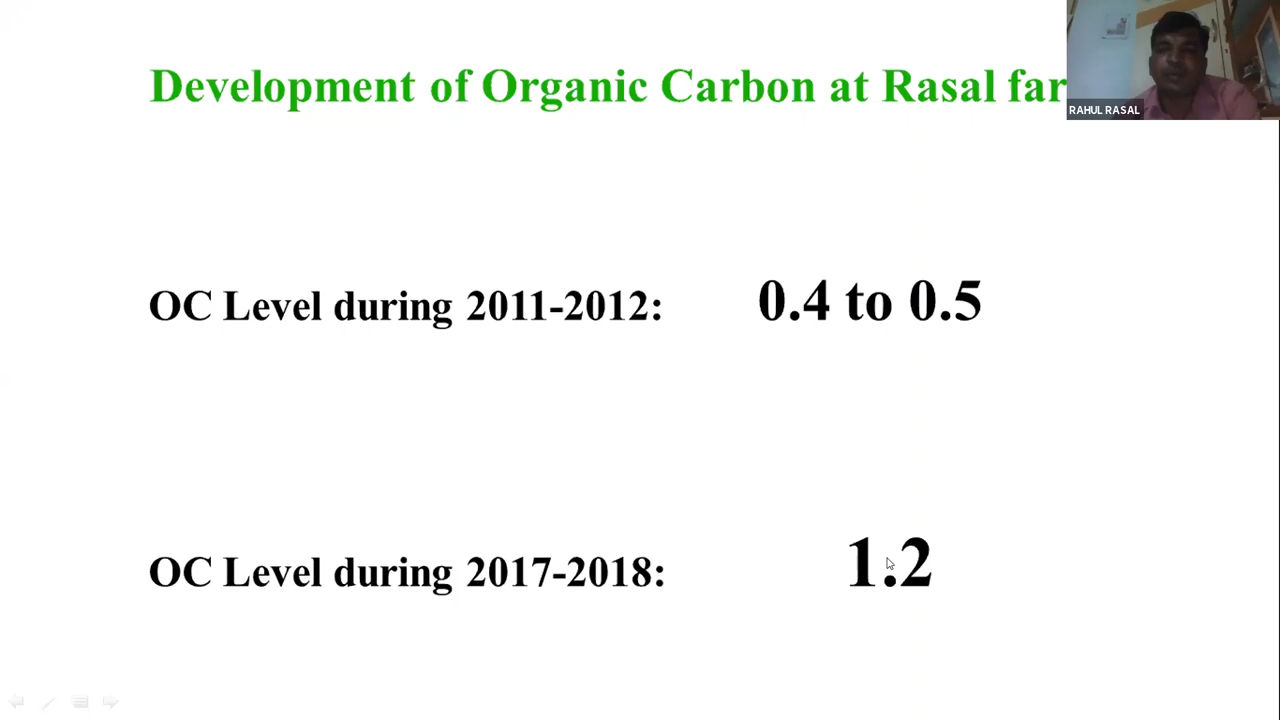 Development of Organic Carbon at Rasal far
RAHUL RASAL
OC Level during 2011-2012: 0.4 to 0.5
OC Level during 2017-2018: 1.2